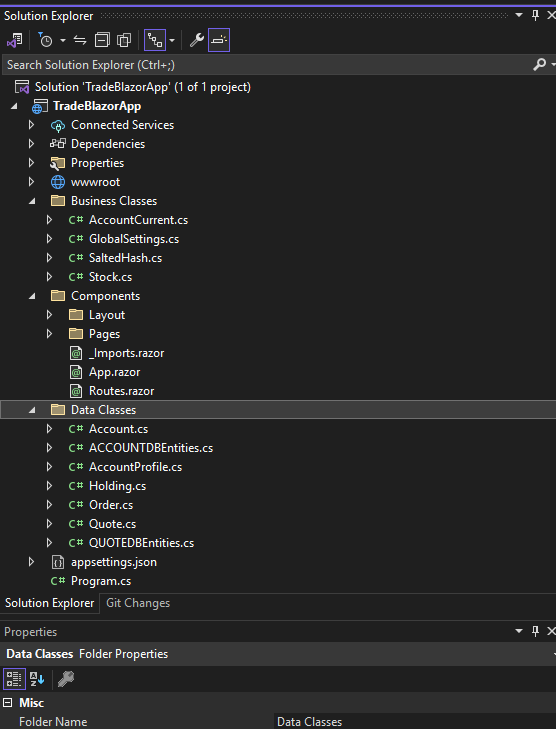 Solution Explorer
Search Solution Explorer (Ctrl+;)
Solution 'TradeBlazorApp' (1 of 1 project)
TradeBlazorApp
Connected Services
Dependencies
Properties
wwwroot
Business Classes
C# AccountCurrent.cs
C# GlobalSettings.cs
C# SaltedHash.cs
C# Stock.cs
Components
Layout
Pages
_Imports.razor
App.razor
Routes.razor
Data Classes
C# Account.cs
C# ACCOUNTDBEntities.cs
C# AccountProfile.cs
C# Holding.cs
C# Order.cs
C# Quote.cs
C# QUOTEDBEntities.cs
appsettings.json
C# Program.cs
Solution Explorer Git Changes
Properties
Data Classes Folder Properties
Misc
Folder Name Data Classes